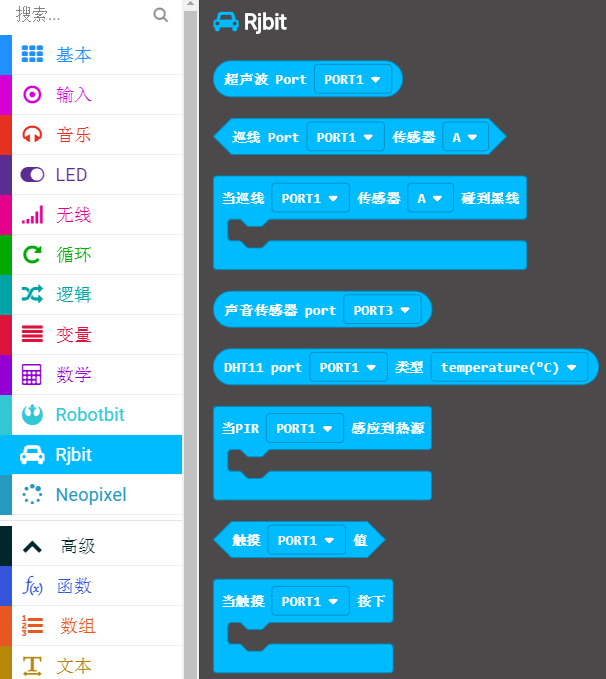 搜索...
基本
输入
音乐
LED
无线
循环
逻辑
变量
数学
Robotbit
Rjbit
Neopixel
高级
f(x) 函数
数组
文本
Rjbit
超声波 Port PORT1
巡线 Port PORT1 传感器 A
当巡线 PORT1 传感器 A 碰到黑线
声音传感器 port PORT3
DHT11 port PORT1 类型 temperature(℃)
当PIR PORT1 感应到热源
触摸 PORT1 值
当触摸 PORT1 按下